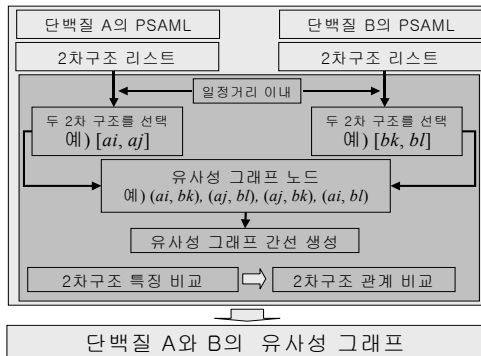 단백질 A의 PSAML
단백질 B의 PSAML
2차구조 리스트
2차구조 리스트
일정거리 이내
두 2차 구조를 선택
예) [ai, aj]
두 2차 구조를 선택
예) [bk, bl]
유사성 그래프 노드
예) (ai, bk), (aj, bl), (aj, bk), (ai, bl)
유사성 그래프 간선 생성
2차구조 특징 비교
2차구조 관계 비교
단백질 A와 B의 유사성 그래프